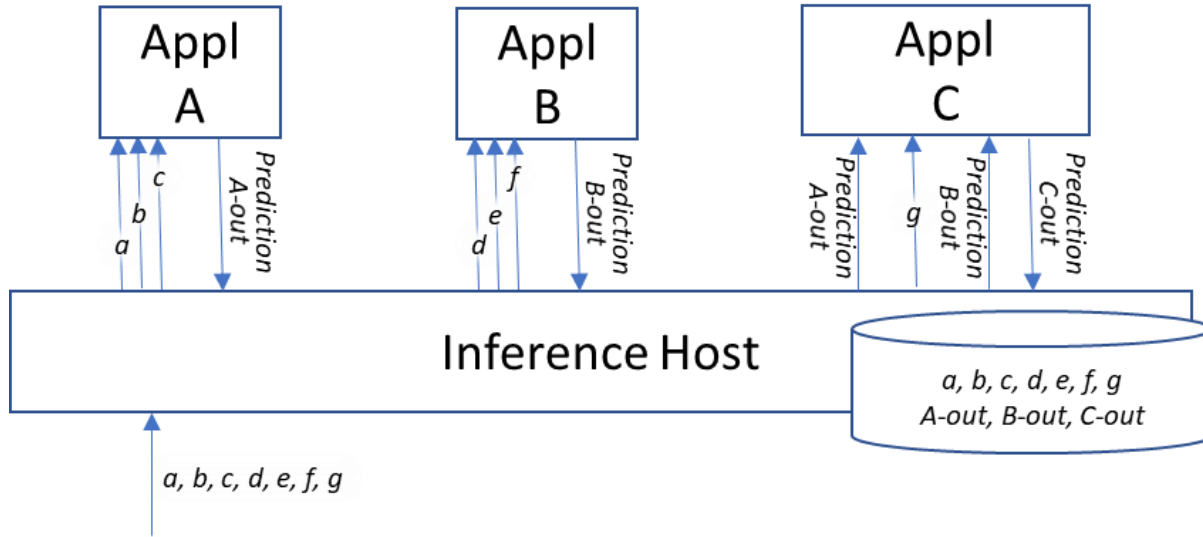 Appl
A
Appl
B
Appl
C
a
b
c
Prediction
A-out
d
e
f
Prediction
B-out
Prediction
A-out
g
Prediction
B-out
Prediction
C-out
Inference Host
a, b, c, d, e, f, g
A-out, B-out, C-out
a, b, c, d, e, f, g